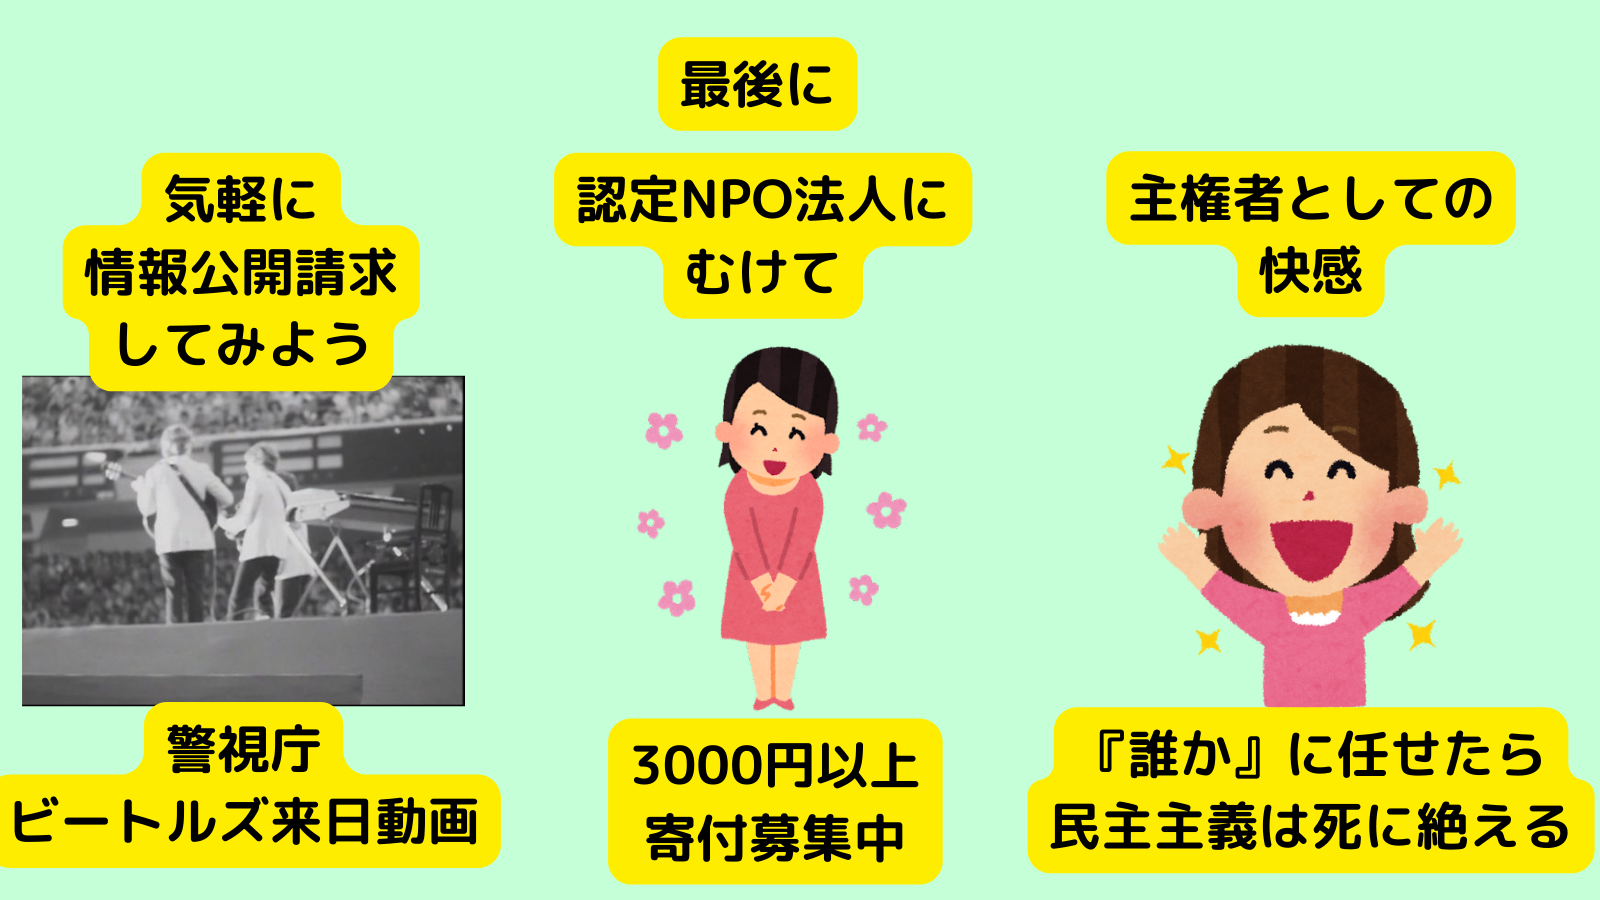 最後に
気軽に
情報公開請求
してみよう
警視庁
ビートルズ来日動画
認定NPO法人に
むけて
3000円以上
寄付募集中
主権者としての
快感
『誰か』に任せたら
民主主義は死に絶える